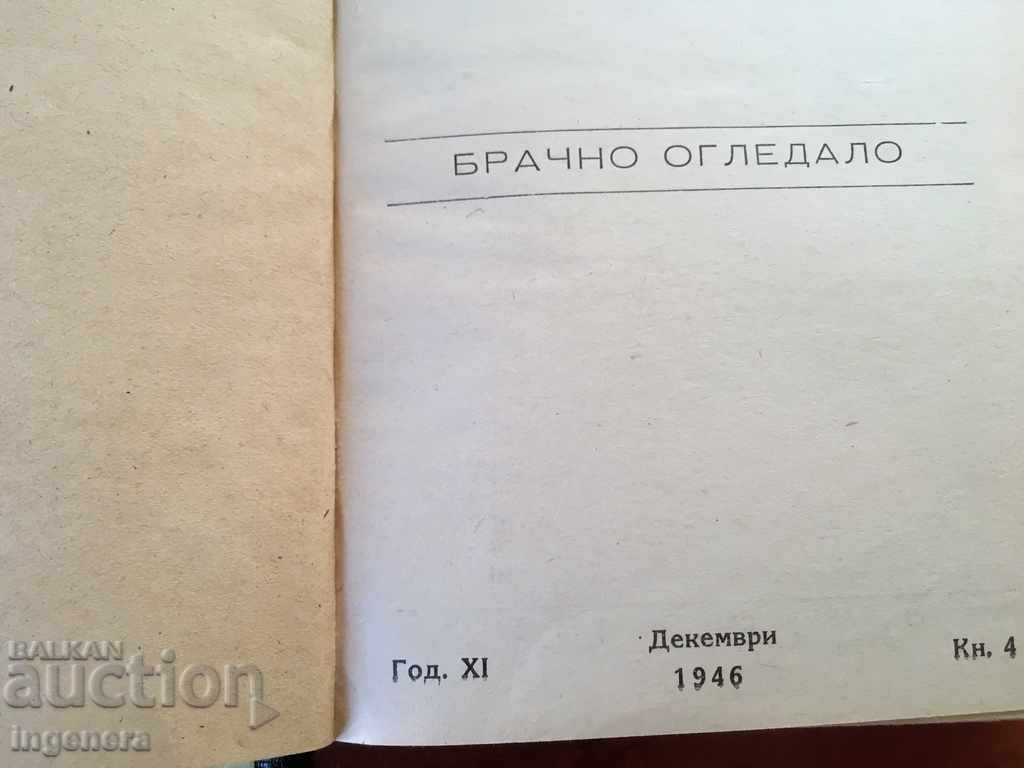 БРАЧНО ОГЛЕДАЛО
Год. XI
Декември
1946
Кн. 4
BALKAN
auction
ingenera